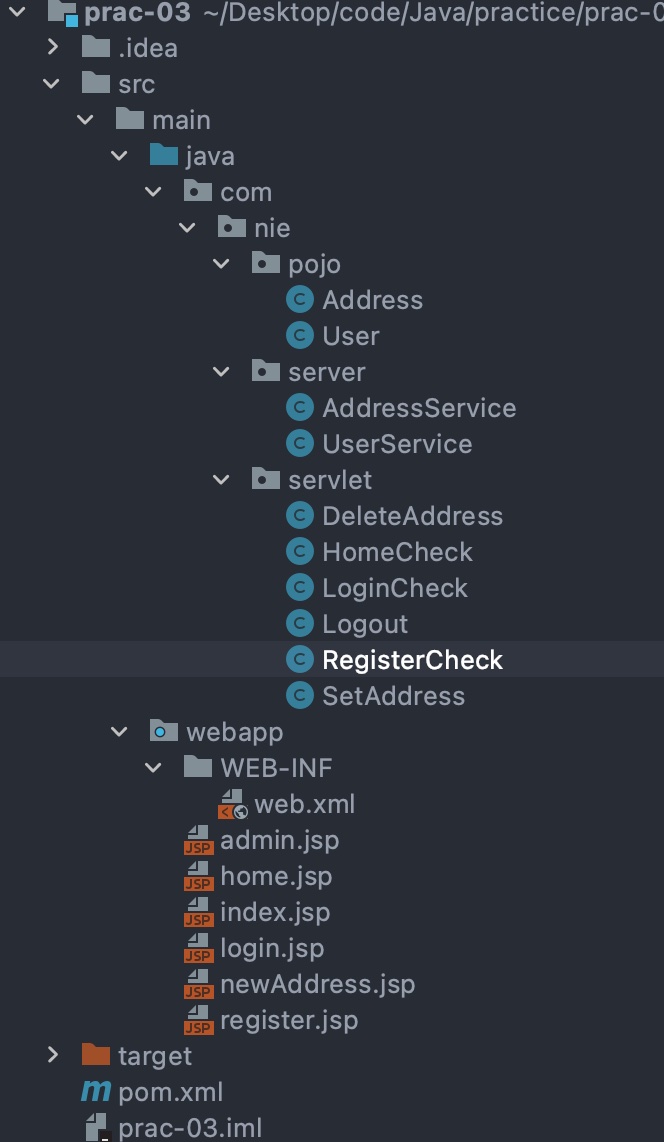 prac-03 ~/Desktop/code/Java/practice/prac-0
.idea
src
main
java
com
nie
pojo
C Address
C User
server
C AddressService
C UserService
servlet
C DeleteAddress
C HomeCheck
C LoginCheck
C Logout
C RegisterCheck
C SetAddress
webapp
WEB-INF
web.xml
JSP admin.jsp
JSP home.jsp
JSP index.jsp
JSP login.jsp
JSP newAddress.jsp
JSP register.jsp
target
m pom.xml
prac-03.iml